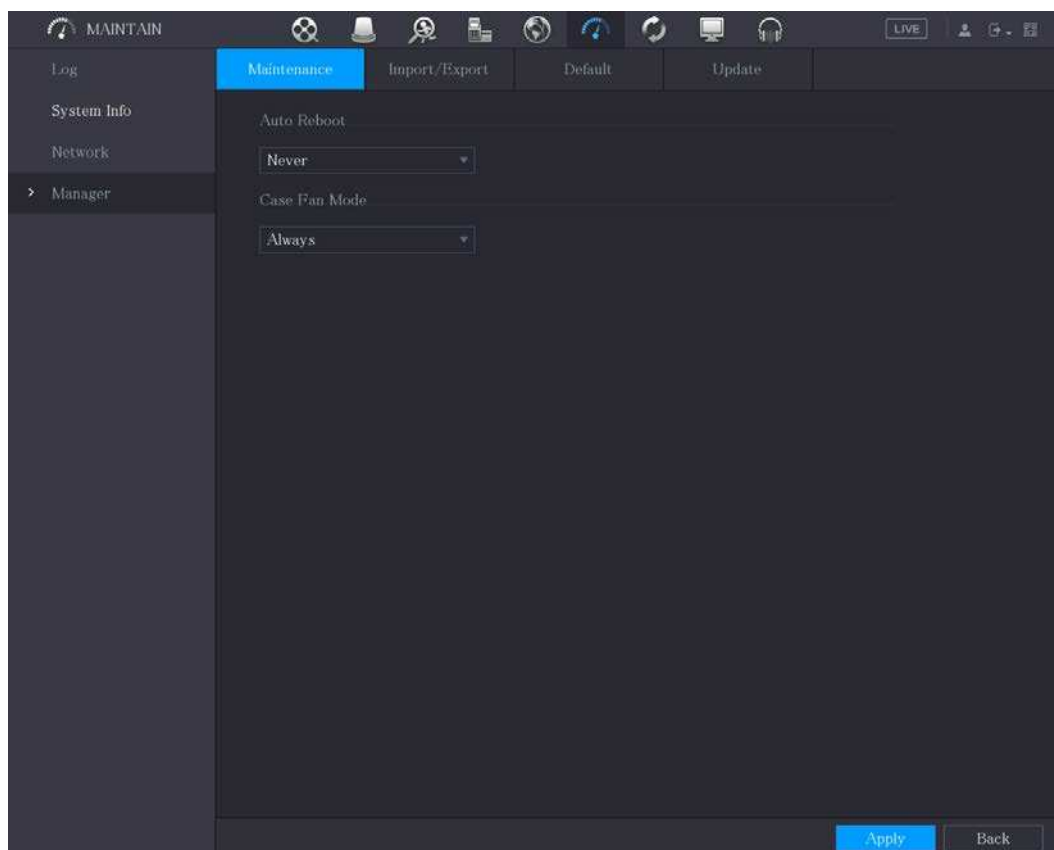 MAINTAIN
LIVE
Log
Maintenance
Import/Export
Default
Update
System Info
Auto Reboot
Network
Never
Manager
Case Fan Mode
Always
Apply
Back